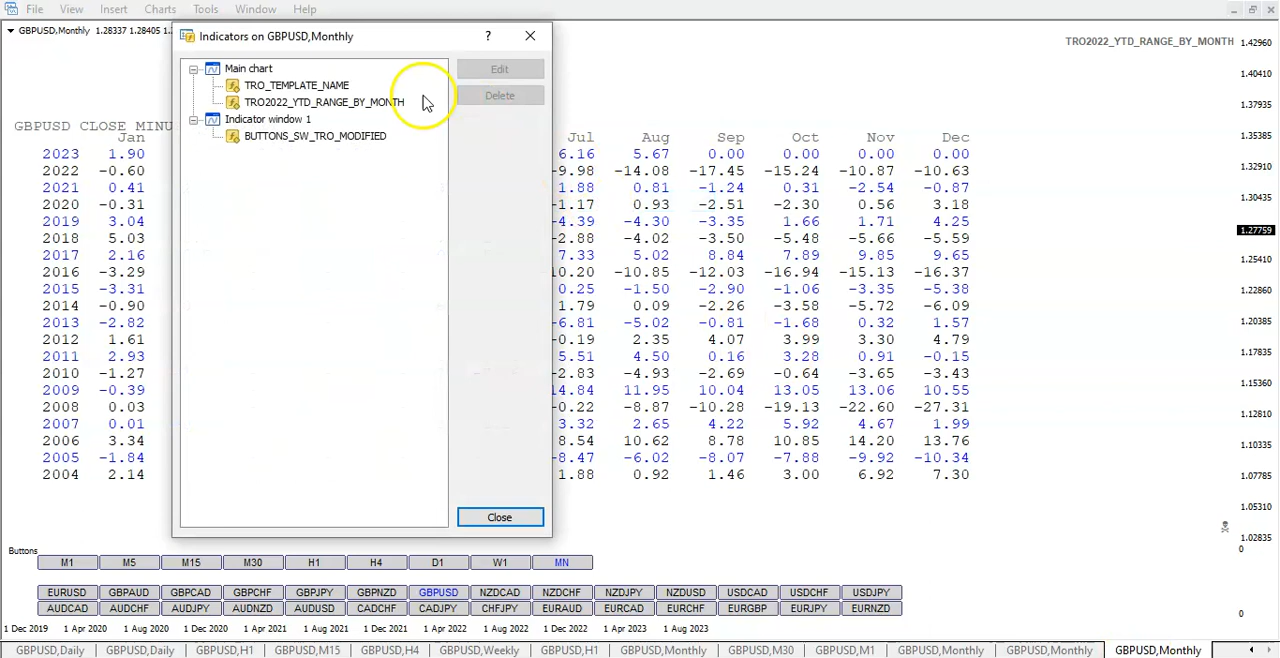 File View Insert Charts Tools Window Help
GBPUSD,Monthly 1.28337 1.28405 1.
Indicators on GBPUSD,Monthly ?
TRO2022_YTD_RANGE_BY_MONTH
Main chart
TRO_TEMPLATE_NAME
TRO2022_YTD_RANGE_BY_MONTH
Indicator window 1
BUTTONS_SW_TRO_MODIFIED
Edit
Delete
Close
GBPUSD CLOSE MINU
Jan Jul Aug Sep Oct Nov Dec
2023 1.90 6.16 5.67 0.00 0.00 0.00 0.00
2022 -0.60 -9.98 -14.08 -17.45 -15.24 -10.87 -10.63
2021 0.41 1.88 0.81 -1.24 0.31 -2.54 -0.87
2020 -0.31 -1.17 0.93 -2.51 -2.30 0.56 3.18
2019 3.04 -4.39 -4.30 -3.35 1.66 1.71 4.25
2018 5.03 -2.88 -4.02 -3.50 -5.48 -5.66 -5.59
2017 2.16 7.33 5.02 8.84 7.89 9.85 9.65
2016 -3.29 10.20 -10.85 -12.03 -16.94 -15.13 -16.37
2015 -3.31 0.25 -1.50 -2.90 -1.06 -3.35 -5.38
2014 -0.90 1.79 0.09 -2.26 -3.58 -5.72 -6.09
2013 -2.82 -6.81 -5.02 -0.81 -1.68 0.32 1.57
2012 1.61 -0.19 2.35 4.07 3.99 3.30 4.79
2011 2.93 5.51 4.50 0.16 3.28 0.91 -0.15
2010 -1.27 -2.83 -4.93 -2.69 -0.64 -3.65 -3.43
2009 -0.39 14.84 11.95 10.04 13.05 13.06 10.55
2008 0.03 -0.22 -8.87 -10.28 -19.13 -22.60 -27.31
2007 0.01 3.32 2.65 4.22 5.92 4.67 1.99
2006 3.34 8.54 10.62 8.78 10.85 14.20 13.76
2005 -1.84 -8.47 -6.02 -8.07 -7.88 -9.92 -10.34
2004 2.14 1.88 0.92 1.46 3.00 6.92 7.30
1.42960
1.40410
1.37935
1.35385
1.32910
1.30435
1.27759
1.25410
1.22860
1.20385
1.17835
1.15360
1.12810
1.10335
1.07785
1.05310
1.02835
0
0
Buttons
M1 M5 M15 M30 H1 H4 D1 W1 MN
EURUSD GBPAUD GBPCAD GBPCHF GBPJPY GBPNZD GBPUSD NZDCAD NZDCHF NZDJPY NZDUSD USDCAD USDCHF USDJPY
AUDCAD AUDCHF AUDJPY AUDNZD AUDUSD CADCHF CADJPY CHFJPY EURAUD EURCAD EURCHF EURGBP EURJPY EURNZD
1 Dec 2019 1 Apr 2020 1 Aug 2020 1 Dec 2020 1 Apr 2021 1 Aug 2021 1 Dec 2021 1 Apr 2022 1 Aug 2022 1 Dec 2022 1 Apr 2023 1 Aug 2023
GBPUSD,Daily GBPUSD,Daily GBPUSD,H1 GBPUSD,M15 GBPUSD,H4 GBPUSD,Weekly GBPUSD,H1 GBPUSD,Monthly GBPUSD,M30 GBPUSD,M1 GBPUSD,Monthly GBPUSD,Monthly GBPUSD,Monthly